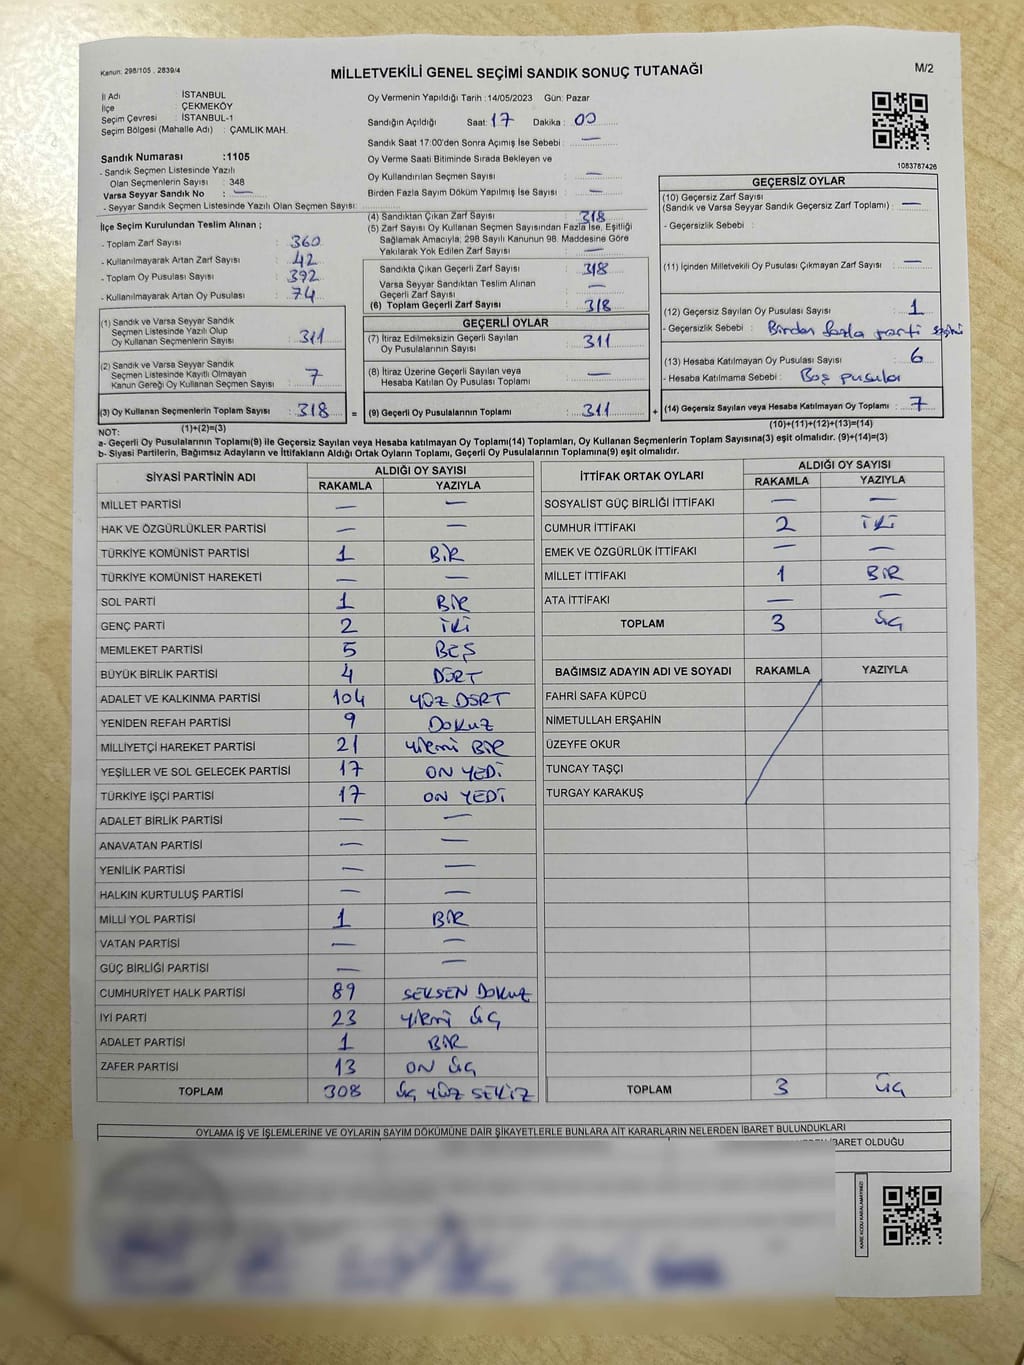 Kanun: 298/105 , 2839/4
MİLLETVEKİLİ GENEL SEÇİMİ SANDIK SONUÇ TUTANAĞI
M/2
İl Adı İSTANBUL
İlçe : ÇEKMEKÖY
Seçim Çevresi : İSTANBUL-1
Seçim Bölgesi (Mahalle Adı) : ÇAMLIK MAH.
Sandık Numarası :1105
- Sandık Seçmen Listesinde Yazılı
Olan Seçmenlerin Sayısı : 348
Varsa Seyyar Sandık No : —
- Seyyar Sandık Seçmen Listesinde Yazılı Olan Seçmen Sayısı:
Oy Vermenin Yapıldığı Tarih :14/05/2023 Gün: Pazar
Sandığın Açıldığı Saat: 17 Dakika : 00
Sandık Saat 17:00'den Sonra Açımış İse Sebebi : —
Oy Verme Saati Bitiminde Sırada Bekleyen ve
Oy Kullandırılan Seçmen Sayısı : —
Birden Fazla Sayım Döküm Yapılmış İse Sayısı : —
1083787426
İlçe Seçim Kurulundan Teslim Alınan ;
- Toplam Zarf Sayısı : 360
- Kullanılmayarak Artan Zarf Sayısı : 42
- Toplam Oy Pusulası Sayısı : 392
- Kullanılmayarak Artan Oy Pusulası : 74
(1) Sandık ve Varsa Seyyar Sandık
Seçmen Listesinde Yazılı Olup
Oy Kullanan Seçmenlerin Sayısı : 311
(2) Sandık ve Varsa Seyyar Sandık
Seçmen Listesinde Kayıtlı Olmayan
Kanun Gereği Oy Kullanan Seçmen Sayısı : 7
(3) Oy Kullanan Seçmenlerin Toplam Sayısı : 318 =
(1)+(2)=(3)
(4) Sandıktan Çıkan Zarf Sayısı : 318
(5) Zarf Sayısı Oy Kullanan Seçmen Sayısından Fazla İse, Eşitliği
Sağlamak Amacıyla, 298 Sayılı Kanunun 98. Maddesine Göre
Yakılarak Yok Edilen Zarf Sayısı : —
Sandıkta Çıkan Geçerli Zarf Sayısı : 318
Varsa Seyyar Sandıktan Teslim Alınan
Geçerli Zarf Sayısı : —
(6) Toplam Geçerli Zarf Sayısı : 318
GEÇERLİ OYLAR
(7) İtiraz Edilmeksizin Geçerli Sayılan
Oy Pusulalarının Sayısı : 311
(8) İtiraz Üzerine Geçerli Sayılan veya
Hesaba Katılan Oy Pusulası Toplamı : —
(9) Geçerli Oy Pusulalarının Toplamı : 311 +
GEÇERSİZ OYLAR
(10) Geçersiz Zarf Sayısı
(Sandık ve Varsa Seyyar Sandık Geçersiz Zarf Toplamı) : —
- Geçersizlik Sebebi :
(11) İçinden Milletvekili Oy Pusulası Çıkmayan Zarf Sayısı : —
(12) Geçersiz Sayılan Oy Pusulası Sayısı : 1
- Geçersizlik Sebebi : Birden fazla parti seçimi
(13) Hesaba Katılmayan Oy Pusulası Sayısı : 6
- Hesaba Katılmama Sebebi : Boş pusula
(14) Geçersiz Sayılan veya Hesaba Katılmayan Oy Toplamı : 7
(10)+(11)+(12)+(13)=(14)
NOT:
a- Geçerli Oy Pusulalarının Toplamı(9) ile Geçersiz Sayılan veya Hesaba katılmayan Oy Toplamı(14) Toplamları, Oy Kullanan Seçmenlerin Toplam Sayısına(3) eşit olmalıdır. (9)+(14)=(3)
b- Siyasi Partilerin, Bağımsız Adayların ve İttifakların Aldığı Oyların Toplamı, Geçerli Oy Pusulalarının Toplamına(9) eşit olmalıdır.
SİYASİ PARTİNİN ADI ALDIĞI OY SAYISI
RAKAMLA YAZIYLA
MİLLET PARTİSİ — —
HAK VE ÖZGÜRLÜKLER PARTİSİ — —
TÜRKİYE KOMÜNİST PARTİSİ 1 BİR
TÜRKİYE KOMÜNİST HAREKETİ — —
SOL PARTİ 1 BİR
GENÇ PARTİ 2 İKİ
MEMLEKET PARTİSİ 5 BEŞ
BÜYÜK BİRLİK PARTİSİ 4 DÖRT
ADALET VE KALKINMA PARTİSİ 104 YÜZ DÖRT
YENİDEN REFAH PARTİSİ 9 DOKUZ
MİLLİYETÇİ HAREKET PARTİSİ 21 YİRMİ BİR
YEŞİLLER VE SOL GELECEK PARTİSİ 17 ON YEDİ
TÜRKİYE İŞÇİ PARTİSİ 17 ON YEDİ
ADALET BİRLİK PARTİSİ — —
ANAVATAN PARTİSİ — —
YENİLİK PARTİSİ — —
HALKIN KURTULUŞ PARTİSİ — —
MİLLİ YOL PARTİSİ 1 BİR
VATAN PARTİSİ — —
GÜÇ BİRLİĞİ PARTİSİ — —
CUMHURİYET HALK PARTİSİ 89 SEKSEN DOKUZ
İYİ PARTİ 23 YİRMİ ÜÇ
ADALET PARTİSİ 1 BİR
ZAFER PARTİSİ 13 ON ÜÇ
TOPLAM 308 ÜÇ YÜZ SEKİZ
İTTİFAK ORTAK OYLARI ALDIĞI OY SAYISI
RAKAMLA YAZIYLA
SOSYALİST GÜÇ BİRLİĞİ İTTİFAKI — —
CUMHUR İTTİFAKI 2 İKİ
EMEK VE ÖZGÜRLÜK İTTİFAKI — —
MİLLET İTTİFAKI 1 BİR
ATA İTTİFAKI — —
TOPLAM 3 ÜÇ
BAĞIMSIZ ADAYIN ADI VE SOYADI RAKAMLA YAZIYLA
FAHRİ SAFA KÜPCÜ
NİMETULLAH ERŞAHİN
ÜZEYFE OKUR
TUNCAY TAŞÇI
TURGAY KARAKUŞ
TOPLAM 3 ÜÇ
OYLAMA İŞ VE İŞLEMLERİNE VE OYLARIN SAYIM DÖKÜMÜNE DAİR ŞİKAYETLERLE BUNLARA AİT KARARLARIN NELERDEN İBARET BULUNDUKLARI
İBARET OLDUĞU
KARE KODU KARALAMAYINIZ!